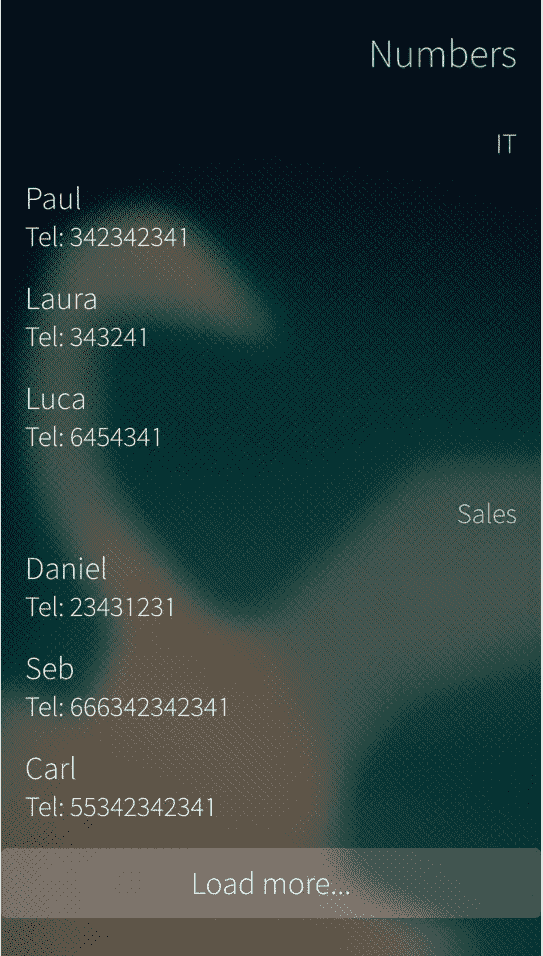 Numbers
IT
Paul
Tel: 342342341
Laura
Tel: 343241
Luca
Tel: 6454341
Sales
Daniel
Tel: 23431231
Seb
Tel: 666342342341
Carl
Tel: 55342342341
Load more...